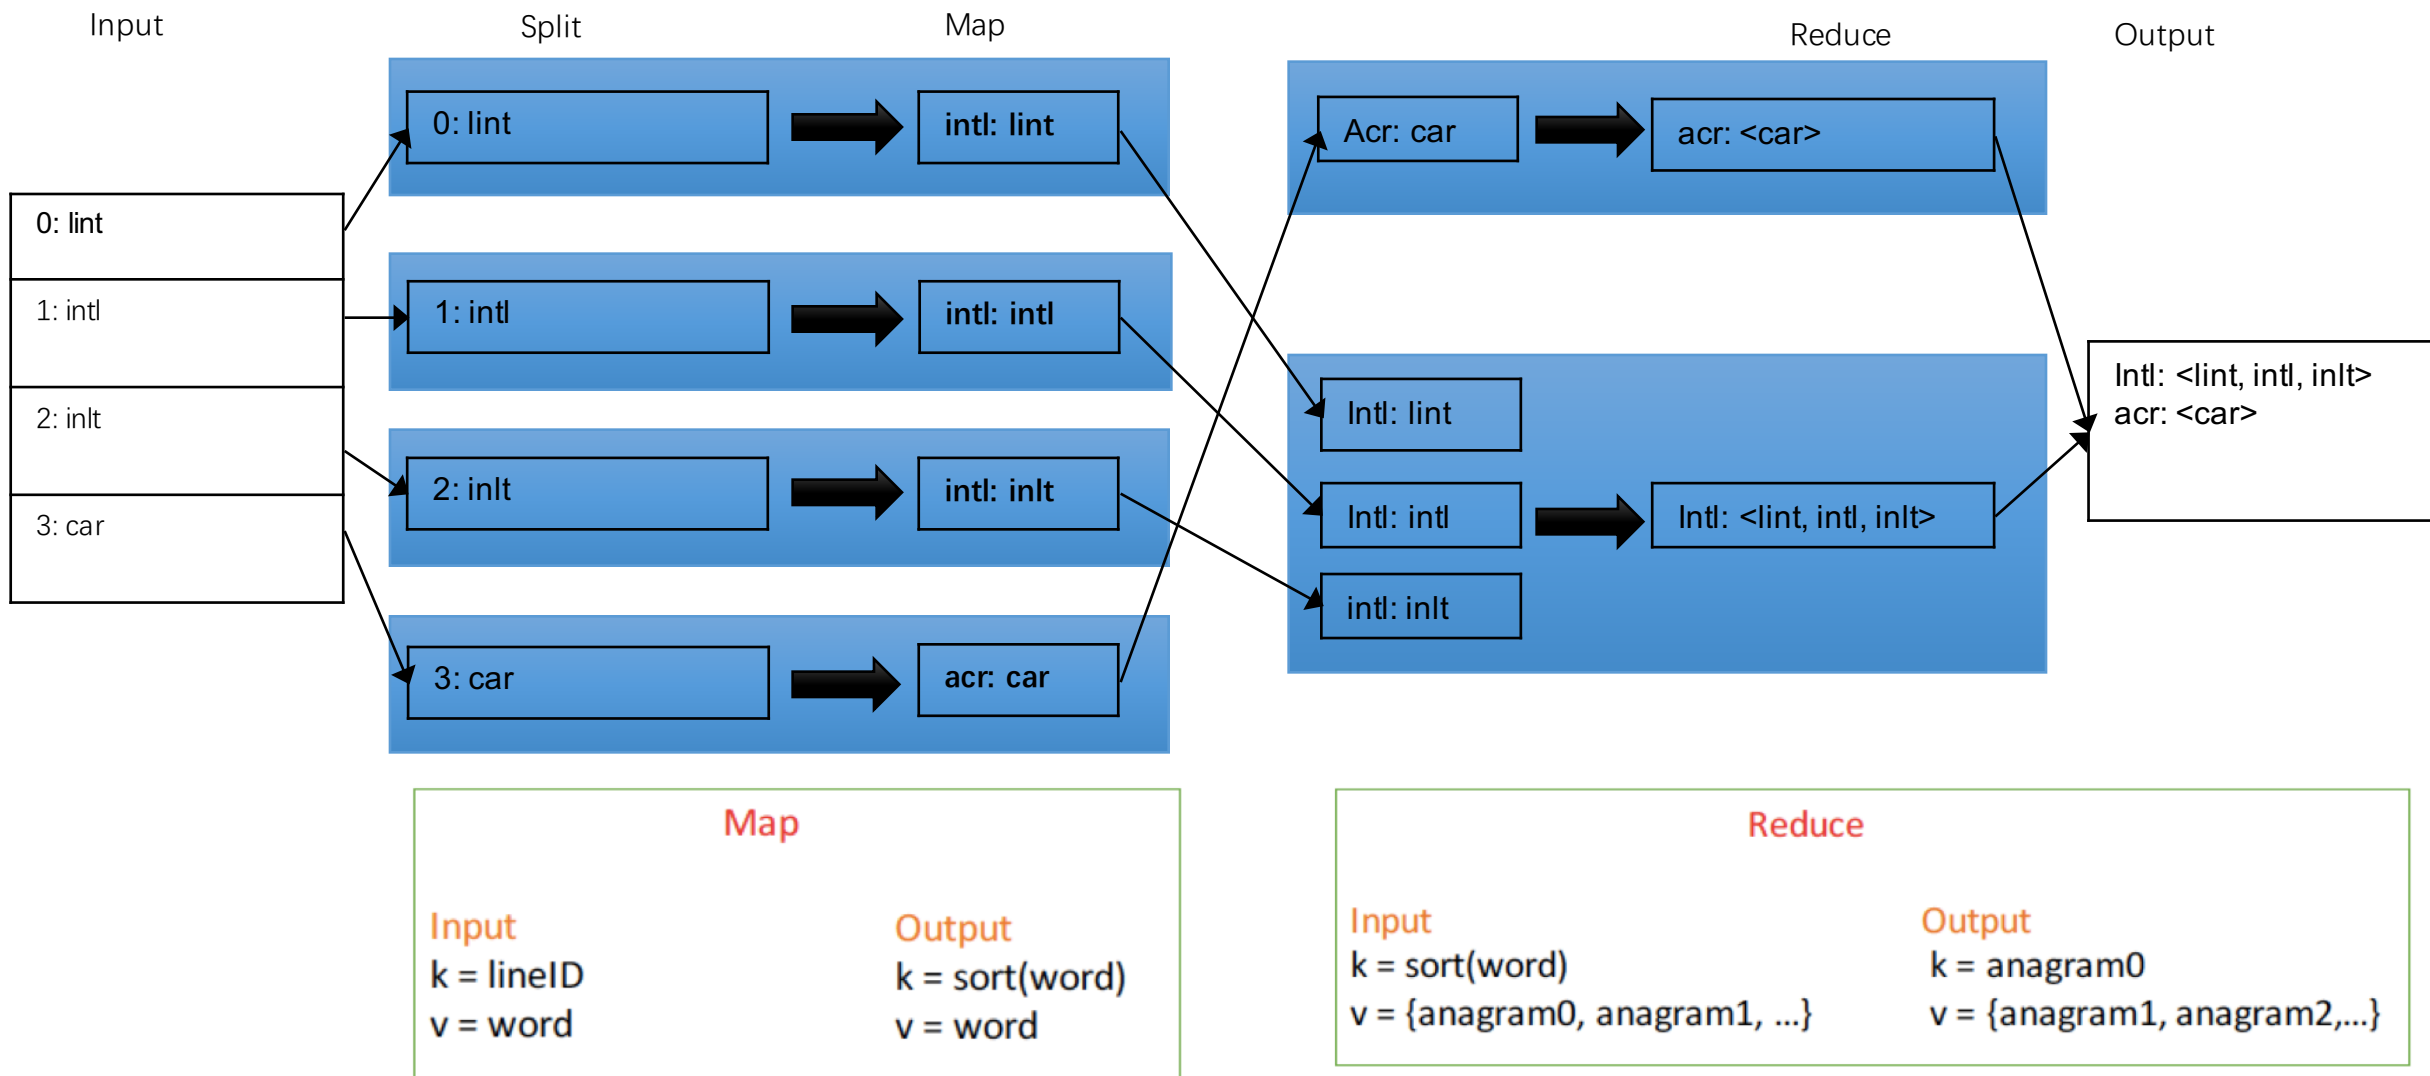 Input
Split
Map
Reduce
Output
0: lint
1: intl
2: inlt
3: car
0: lint
intl: lint
1: intl
intl: intl
2: inlt
intl: inlt
3: car
acr: car
Acr: car
acr: <car>
Intl: lint
Intl: intl
Intl: <lint, intl, inlt>
intl: inlt
Intl: <lint, intl, inlt>
acr: <car>
Map
Input
k = lineID
v = word
Output
k = sort(word)
v = word
Reduce
Input
k = sort(word)
v = {anagram0, anagram1, ...}
Output
k = anagram0
v = {anagram1, anagram2,...}